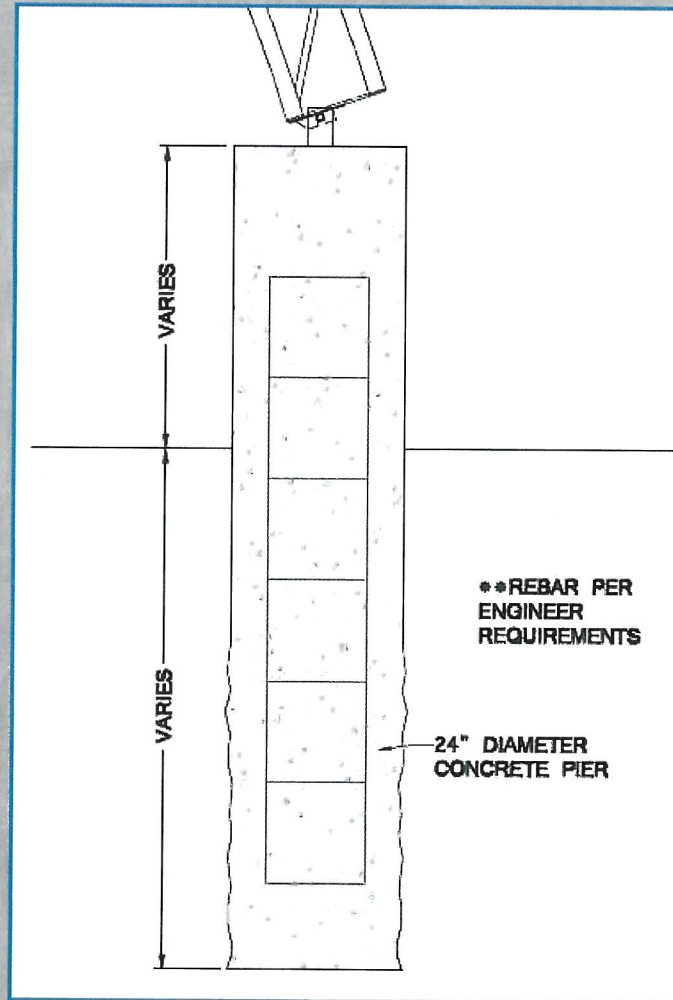 VARIES
VARIES
**REBAR PER
ENGINEER
REQUIREMENTS
24" DIAMETER
CONCRETE PIER